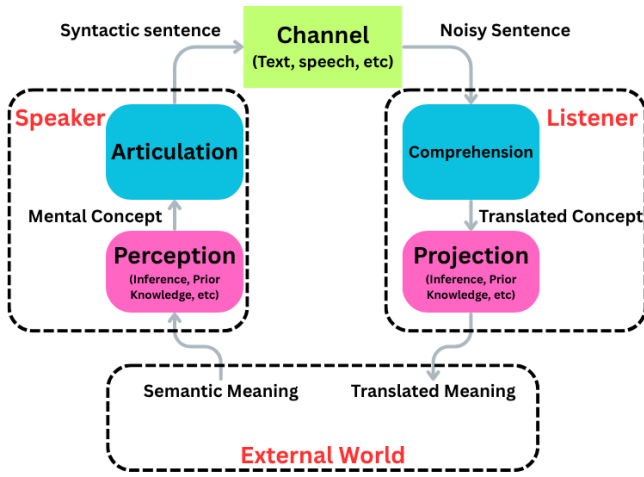 Syntactic sentence
Channel
(Text, speech, etc)
Noisy Sentence
Speaker
Articulation
Mental Concept
Perception
(Inference, Prior
Knowledge, etc)
Listener
Comprehension
Translated Concept
Projection
(Inference, Prior
Knowledge, etc)
Semantic Meaning
Translated Meaning
External World